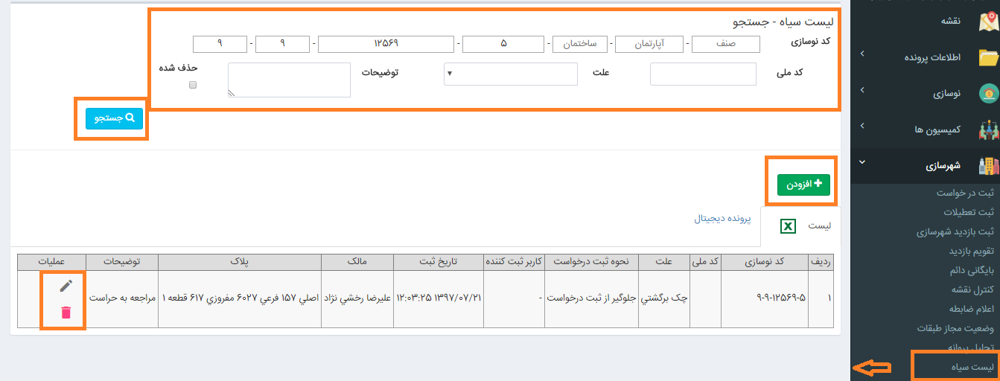 لیست سیاه - جستجو
کد نوسازی
صنف - آپارتمان - ساختمان - ۵ - ۱۲۵۶۹ - ۹ - ۹
کد ملی
علت
توضیحات
حذف شده
جستجو
افزودن
لیست
پرونده دیجیتال
ردیف کد نوسازی کد ملی علت نحوه ثبت درخواست کاربر ثبت کننده تاریخ ثبت مالک پلاک توضیحات عملیات
۱ ۹-۹-۱۲۵۶۹-۵ چک برگشتي جلوگیر از ثبت درخواست - ۱۳۹۷/۰۷/۲۱ ۱۲:۰۳:۲۵ علیرضا رخشي نژاد اصلي ۱۵۷ فرعي ۶۰۲۷ مفروزي ۶۱۷ قطعه ۱ مراجعه به حراست
نقشه
اطلاعات پرونده
نوسازی
کمیسیون ها
شهرسازی
ثبت در خواست
ثبت تعطیلات
ثبت بازدید شهرسازی
تقویم بازدید
بایگانی دائم
کنترل نقشه
اعلام ضابطه
وضعیت مجاز طبقات
تحلیل پروانه
لیست سیاه